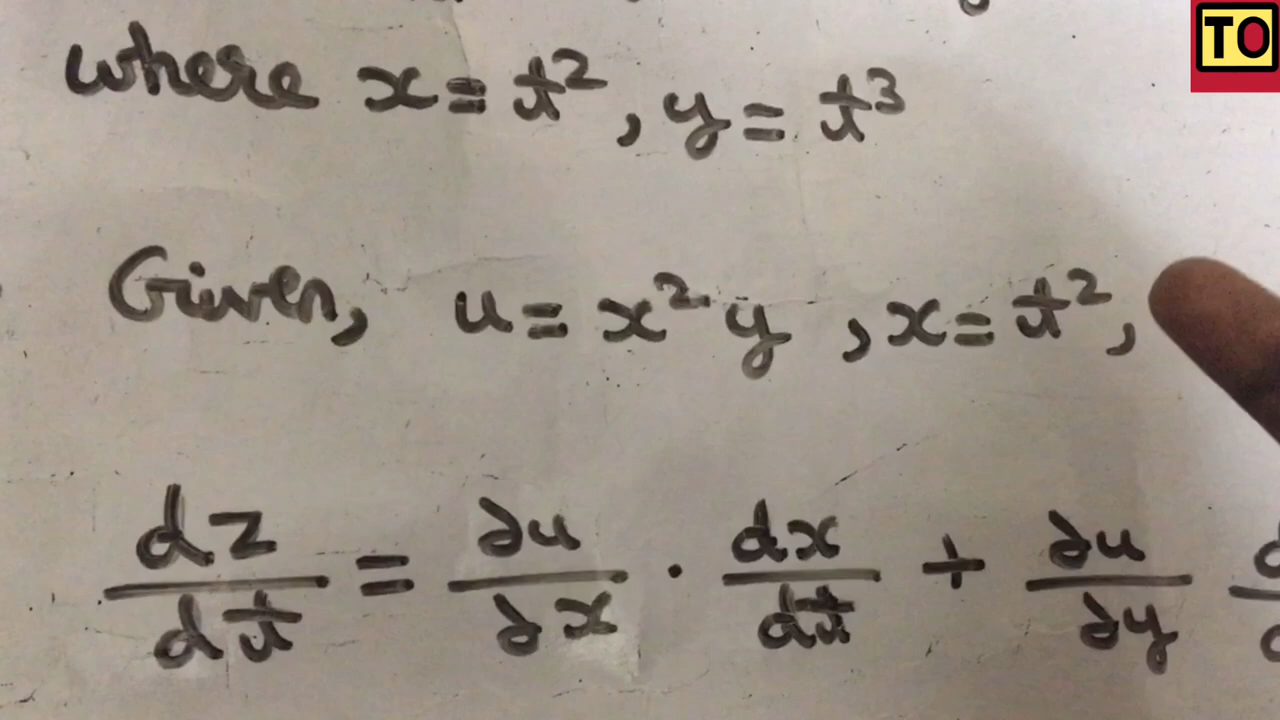 TO
where x = t², y = t³
Given, u = x²y, x = t²,
dz/dt = ∂u/∂x · dx/dt + ∂u/∂y